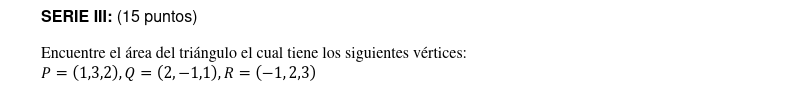 SERIE III: (15 puntos)
Encuentre el área del triángulo el cual tiene los siguientes vértices:
P = (1,3,2), Q = (2, −1,1), R = (−1, 2,3)